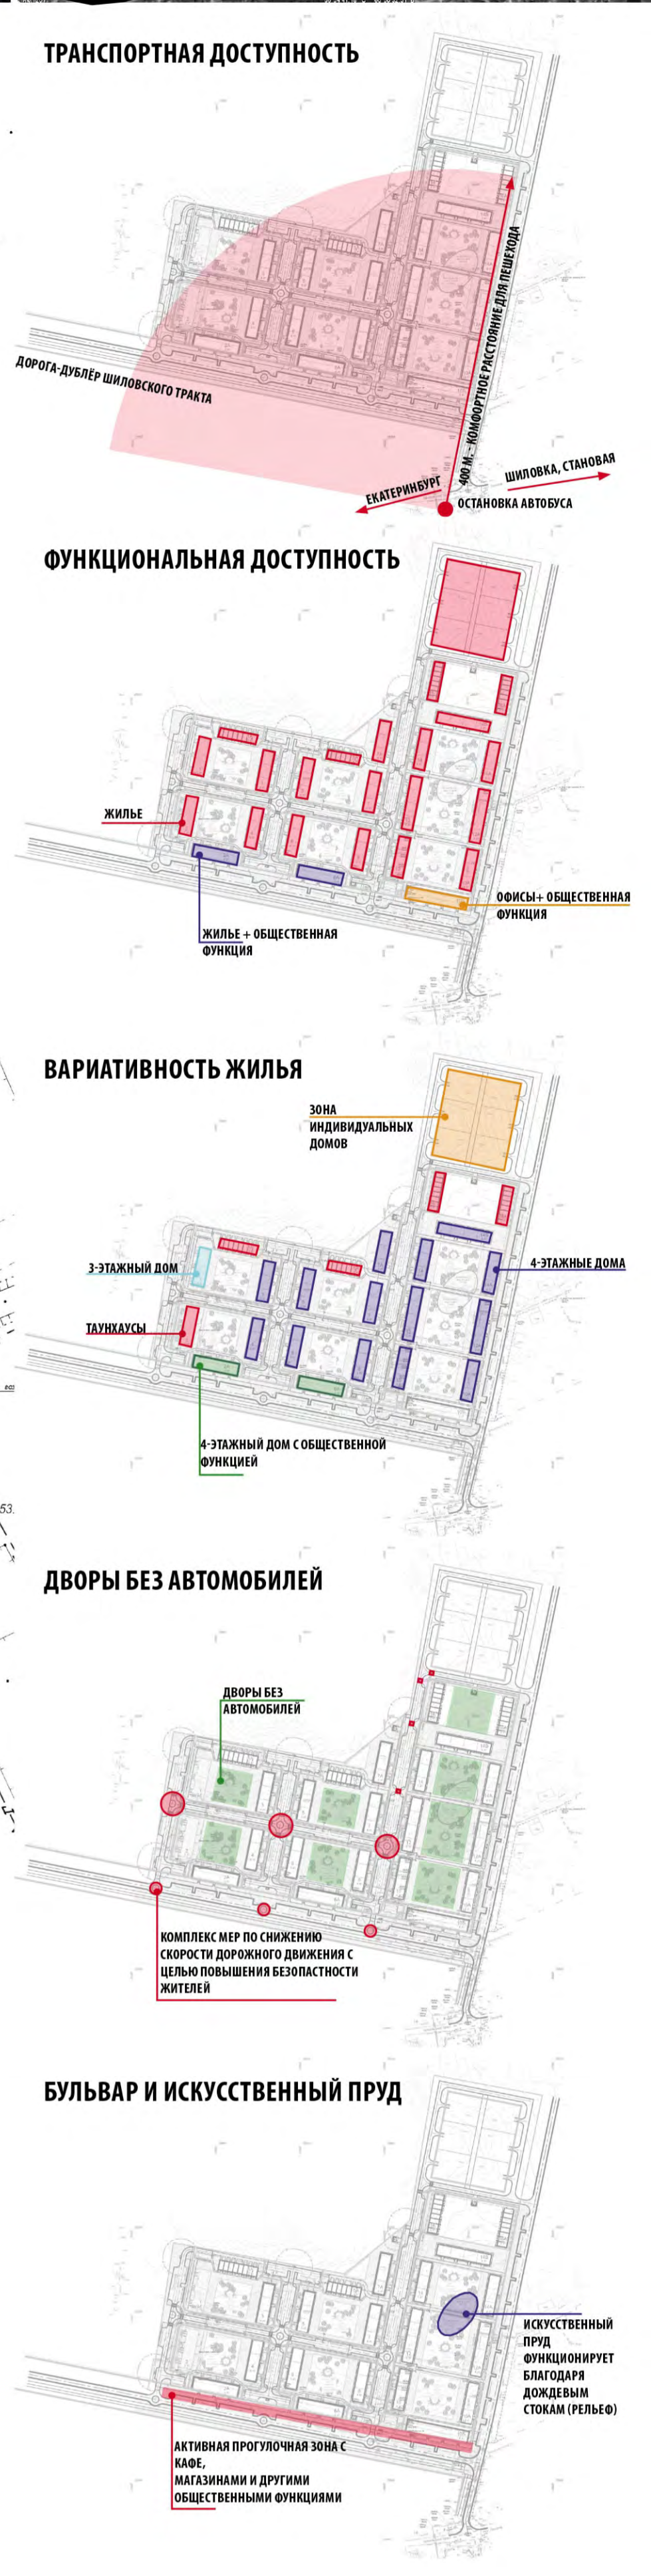 ТРАНСПОРТНАЯ ДОСТУПНОСТЬ
400 М. - КОМФОРТНОЕ РАССТОЯНИЕ ДЛЯ ПЕШЕХОДА
ДОРОГА-ДУБЛЁР ШИЛОВСКОГО ТРАКТА
ШИЛОВКА, СТАНОВАЯ
ЕКАТЕРИНБУРГ
ОСТАНОВКА АВТОБУСА
ФУНКЦИОНАЛЬНАЯ ДОСТУПНОСТЬ
ЖИЛЬЕ
ОФИСЫ+ ОБЩЕСТВЕННАЯ
ФУНКЦИЯ
ЖИЛЬЕ + ОБЩЕСТВЕННАЯ
ФУНКЦИЯ
ВАРИАТИВНОСТЬ ЖИЛЬЯ
ЗОНА
ИНДИВИДУАЛЬНЫХ
ДОМОВ
3-ЭТАЖНЫЙ ДОМ
4-ЭТАЖНЫЕ ДОМА
ТАУНХАУСЫ
4-ЭТАЖНЫЙ ДОМ С ОБЩЕСТВЕННОЙ
ФУНКЦИЕЙ
53.
ДВОРЫ БЕЗ АВТОМОБИЛЕЙ
ДВОРЫ БЕЗ
АВТОМОБИЛЕЙ
КОМПЛЕКС МЕР ПО СНИЖЕНИЮ
СКОРОСТИ ДОРОЖНОГО ДВИЖЕНИЯ С
ЦЕЛЬЮ ПОВЫШЕНИЯ БЕЗОПАСТНОСТИ
ЖИТЕЛЕЙ
БУЛЬВАР И ИСКУССТВЕННЫЙ ПРУД
ИСКУССТВЕННЫЙ
ПРУД
ФУНКЦИОНИРУЕТ
БЛАГОДАРЯ
ДОЖДЕВЫМ
СТОКАМ (РЕЛЬЕФ)
АКТИВНАЯ ПРОГУЛОЧНАЯ ЗОНА С
КАФЕ,
МАГАЗИНАМИ И ДРУГИМИ
ОБЩЕСТВЕННЫМИ ФУНКЦИЯМИ